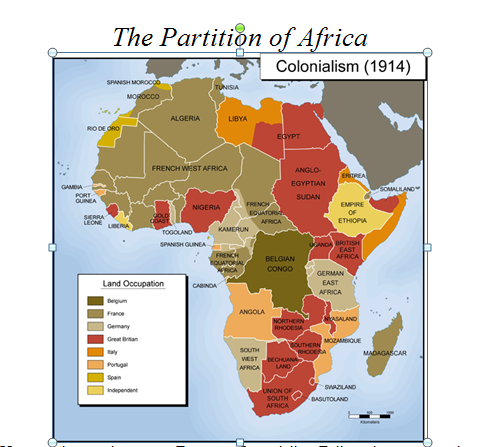 The Partition of Africa
Colonialism (1914)
SPANISH MOROCCO
TUNISIA
MOROCCO
ALGERIA
LIBYA
EGYPT
RIO DE ORO
FRENCH WEST AFRICA
ANGLO-
EGYPTIAN
SUDAN
ERITREA
SOMALILAND
GAMBIA
PORT
GUINEA
SIERRA
LEONE
LIBERIA
GOLD
COAST
TOGOLAND
NIGERIA
FRENCH
EQUATORIAL
AFRICA
EMPIRE
OF
ETHIOPIA
KAMERUN
SPANISH GUINEA
FRENCH
EQUATORIAL
AFRICA
UGANDA
BRITISH
EAST
AFRICA
BELGIAN
CONGO
CABINDA
GERMAN
EAST
AFRICA
Land Occupation
Belgium
France
Germany
Great Britian
Italy
Portugal
Spain
Independent
ANGOLA
NORTHERN
RHODESIA
NYASALAND
MOZAMBIQUE
SOUTHERN
RHODESIA
MADAGASCAR
SOUTH
WEST
AFRICA
BECHUANA-
LAND
UNION OF
SOUTH
AFRICA
SWAZILAND
BASUTOLAND
Kilometers